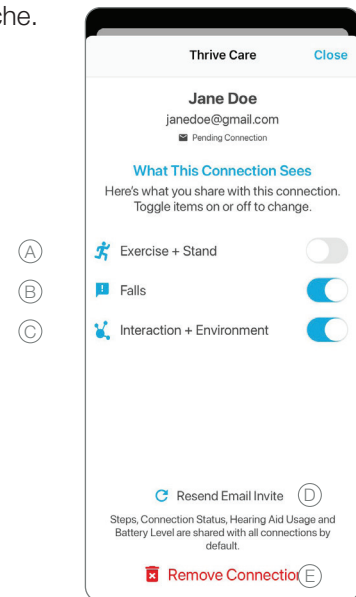 che.
Thrive Care Close
Jane Doe
janedoe@gmail.com
Pending Connection
What This Connection Sees
Here's what you share with this connection.
Toggle items on or off to change.
A Exercise + Stand
B Falls
C Interaction + Environment
Resend Email Invite D
Steps, Connection Status, Hearing Aid Usage and
Battery Level are shared with all connections by
default.
Remove Connection E